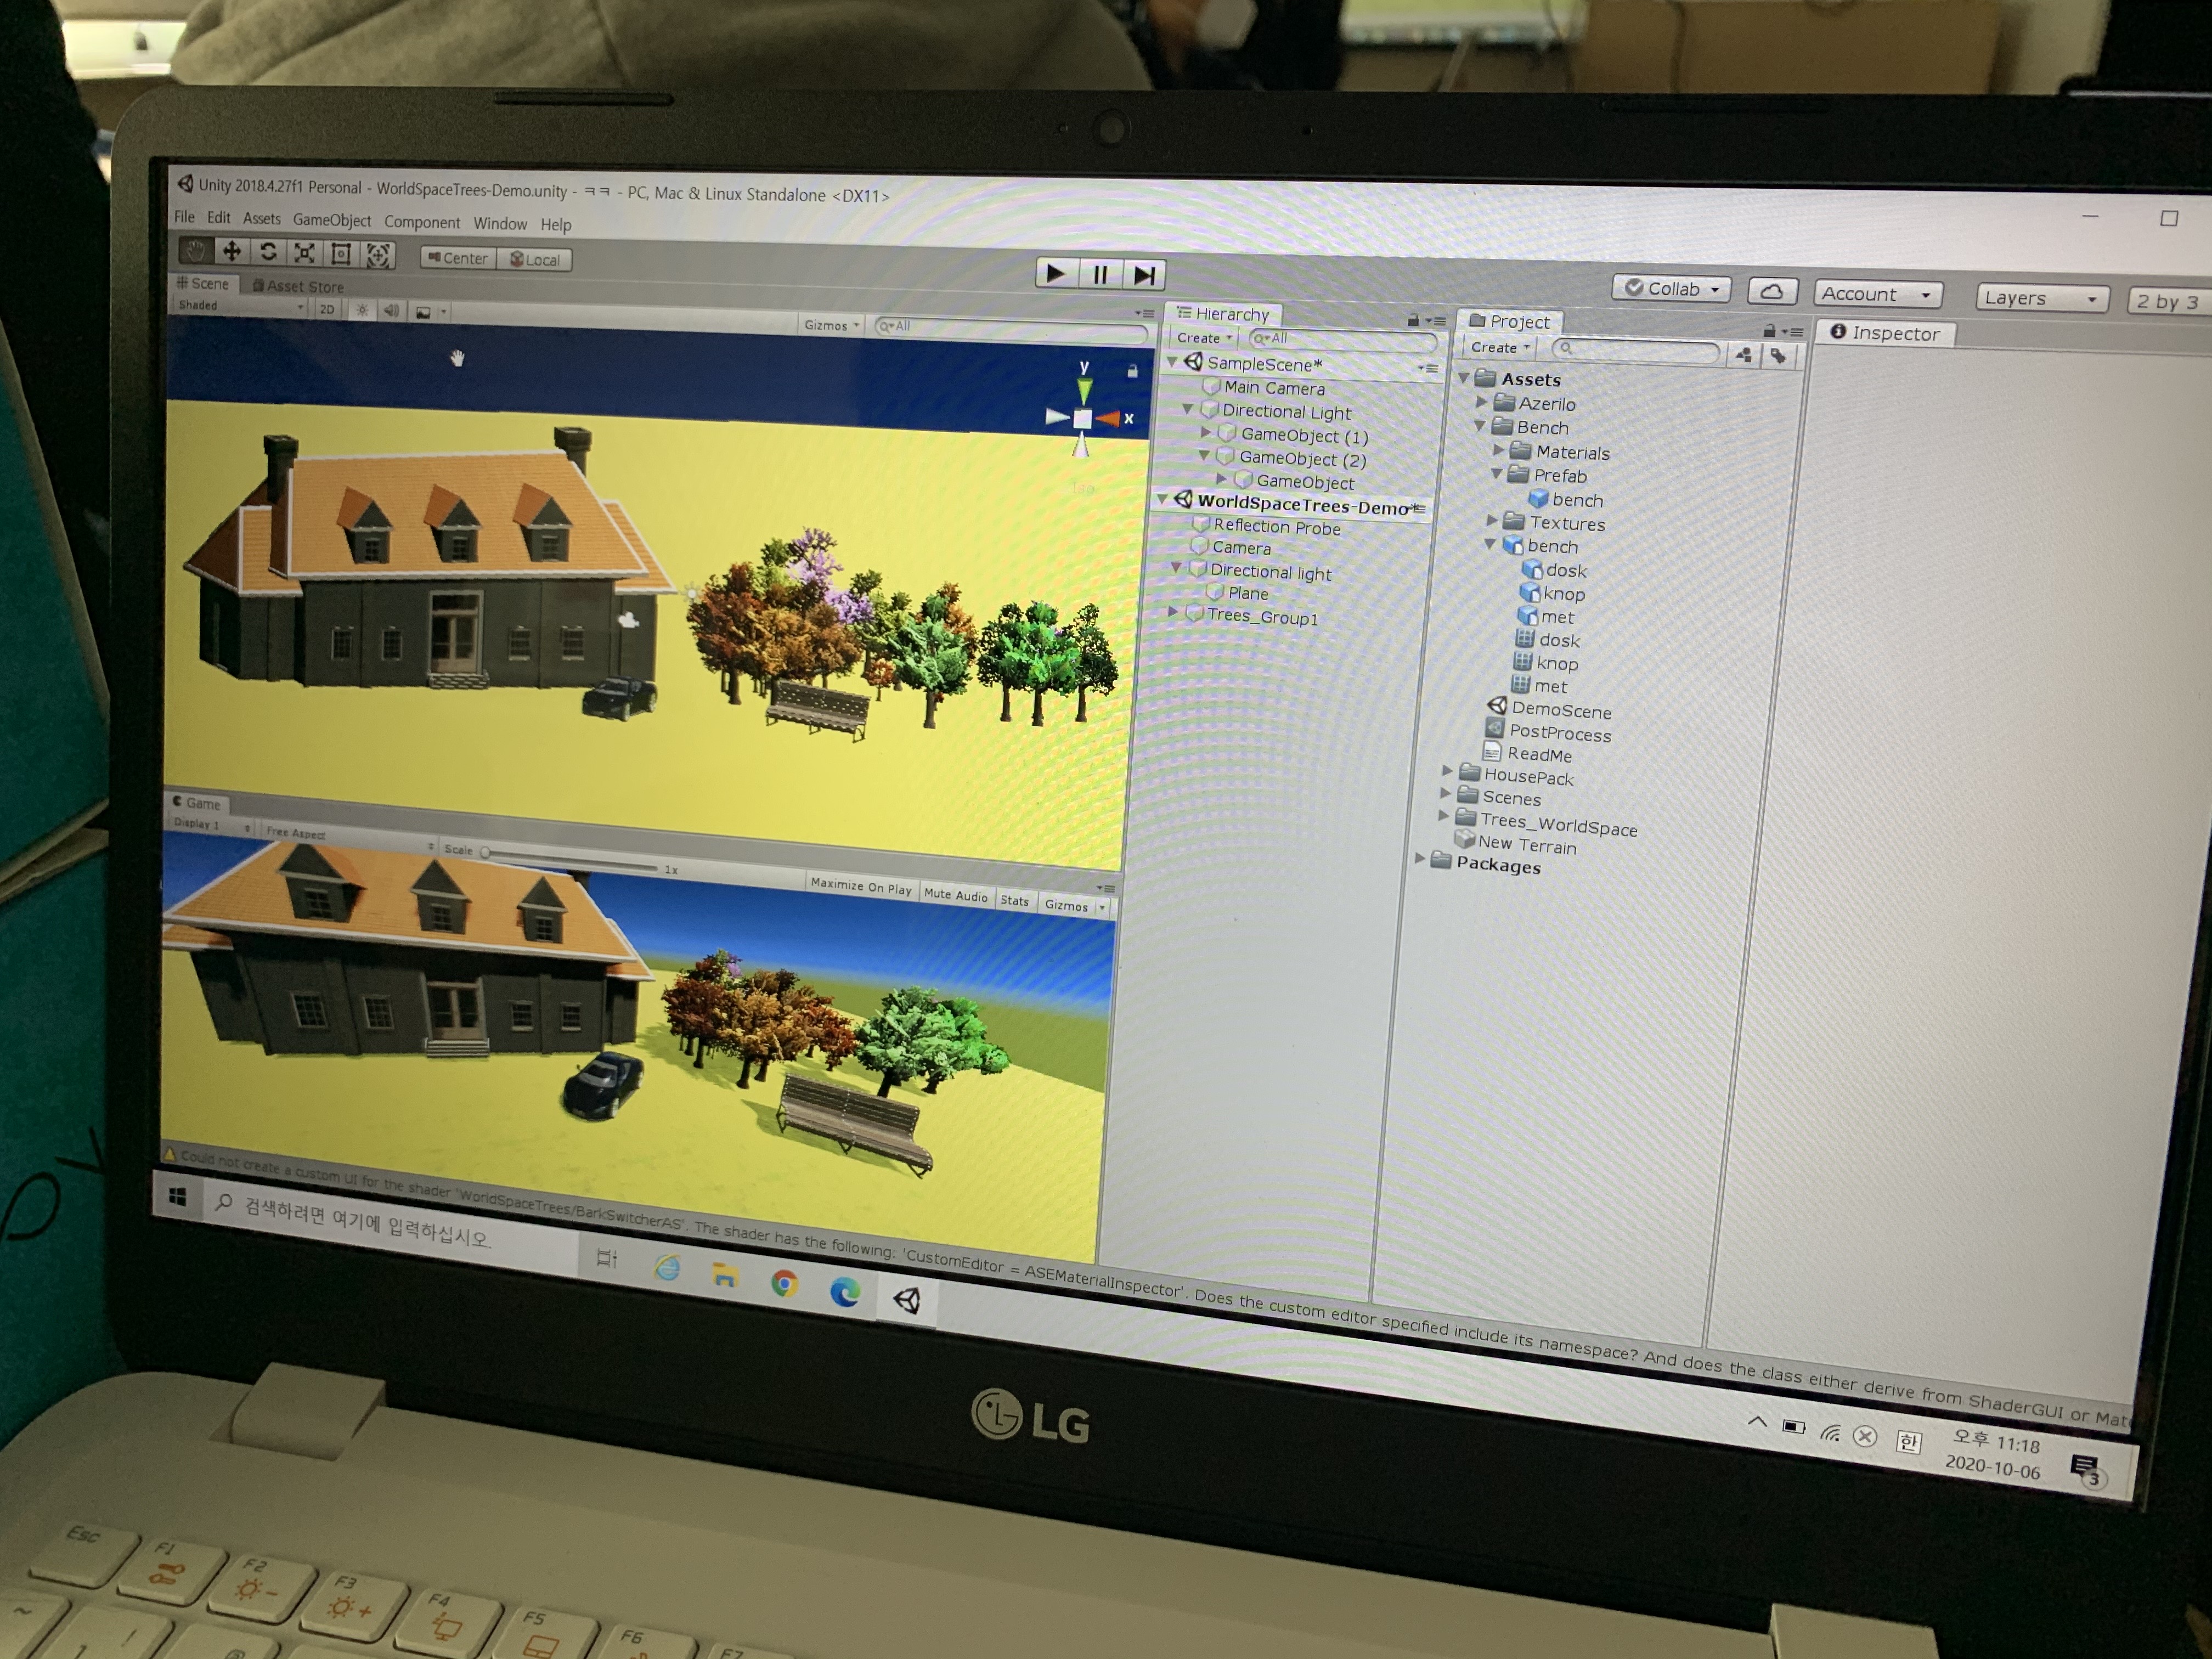 Unity 2018.4.27f1 Personal - WorldSpaceTrees-Demo.unity - ㅋㅋ - PC, Mac & Linux Standalone <DX11>
File Edit Assets GameObject Component Window Help
Center Local
Collab Account Layers 2 by 3
Scene Asset Store
Shaded 2D Gizmos All
y
x
Iso
Hierarchy
Create All
SampleScene*
Main Camera
Directional Light
GameObject (1)
GameObject (2)
GameObject
WorldSpaceTrees-Demo*
Reflection Probe
Camera
Directional light
Plane
Trees_Group1
Project
Create
Assets
Azerilo
Bench
Materials
Prefab
bench
Textures
bench
dosk
knop
met
dosk
knop
met
DemoScene
PostProcess
ReadMe
HousePack
Scenes
Trees_WorldSpace
New Terrain
Packages
Inspector
Game
Display 1 Free Aspect Scale 1x Maximize On Play Mute Audio Stats Gizmos
Could not create a custom UI for the shader 'WorldSpaceTrees/BarkSwitcherAS'. The shader has the following: 'CustomEditor = ASEMaterialInspector'. Does the custom editor specified include its namespace? And does the class either derive from ShaderGUI or Mat
검색하려면 여기에 입력하십시오.
한
오후 11:18
2020-10-06
3
LG
Esc F1 F2 F3 F4 F5 F6 F7
~ !